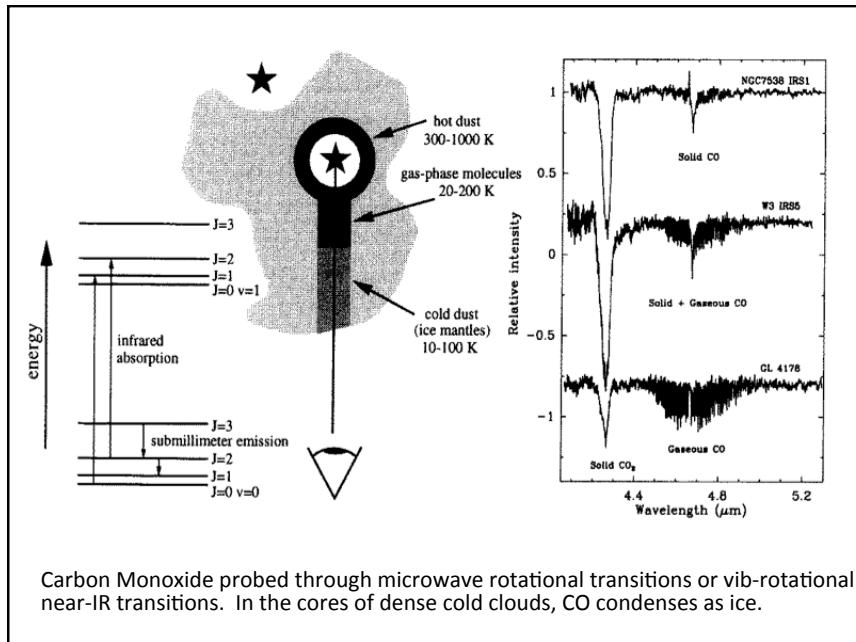 hot dust
300-1000 K
gas-phase molecules
20-200 K
cold dust
(ice mantles)
10-100 K
energy
J=3
J=2
J=1
J=0 v=1
infrared
absorption
J=3
submillimeter emission
J=2
J=1
J=0 v=0
NGC7538 IRS1
Solid CO
W3 IRS5
Solid + Gaseous CO
GL 4178
Solid CO₂
Gaseous CO
Relative intensity
1
0.5
0
-0.5
-1
4.4
4.8
5.2
Wavelength (μm)
Carbon Monoxide probed through microwave rotational transitions or vib-rotational
near-IR transitions. In the cores of dense cold clouds, CO condenses as ice.